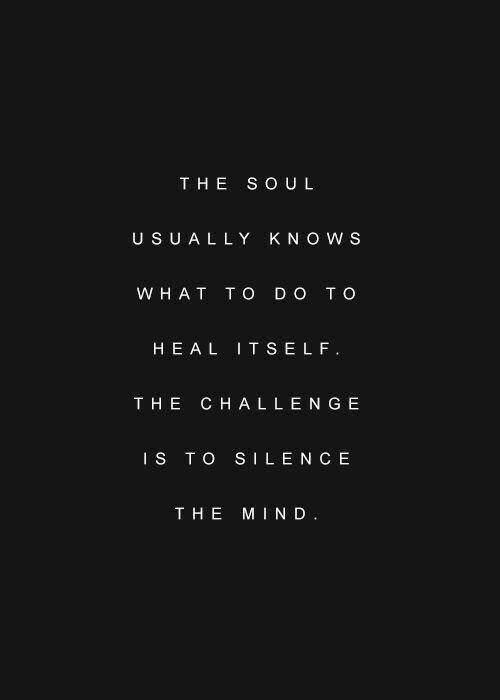 THE SOUL
USUALLY KNOWS
WHAT TO DO TO
HEAL ITSELF.
THE CHALLENGE
IS TO SILENCE
THE MIND.